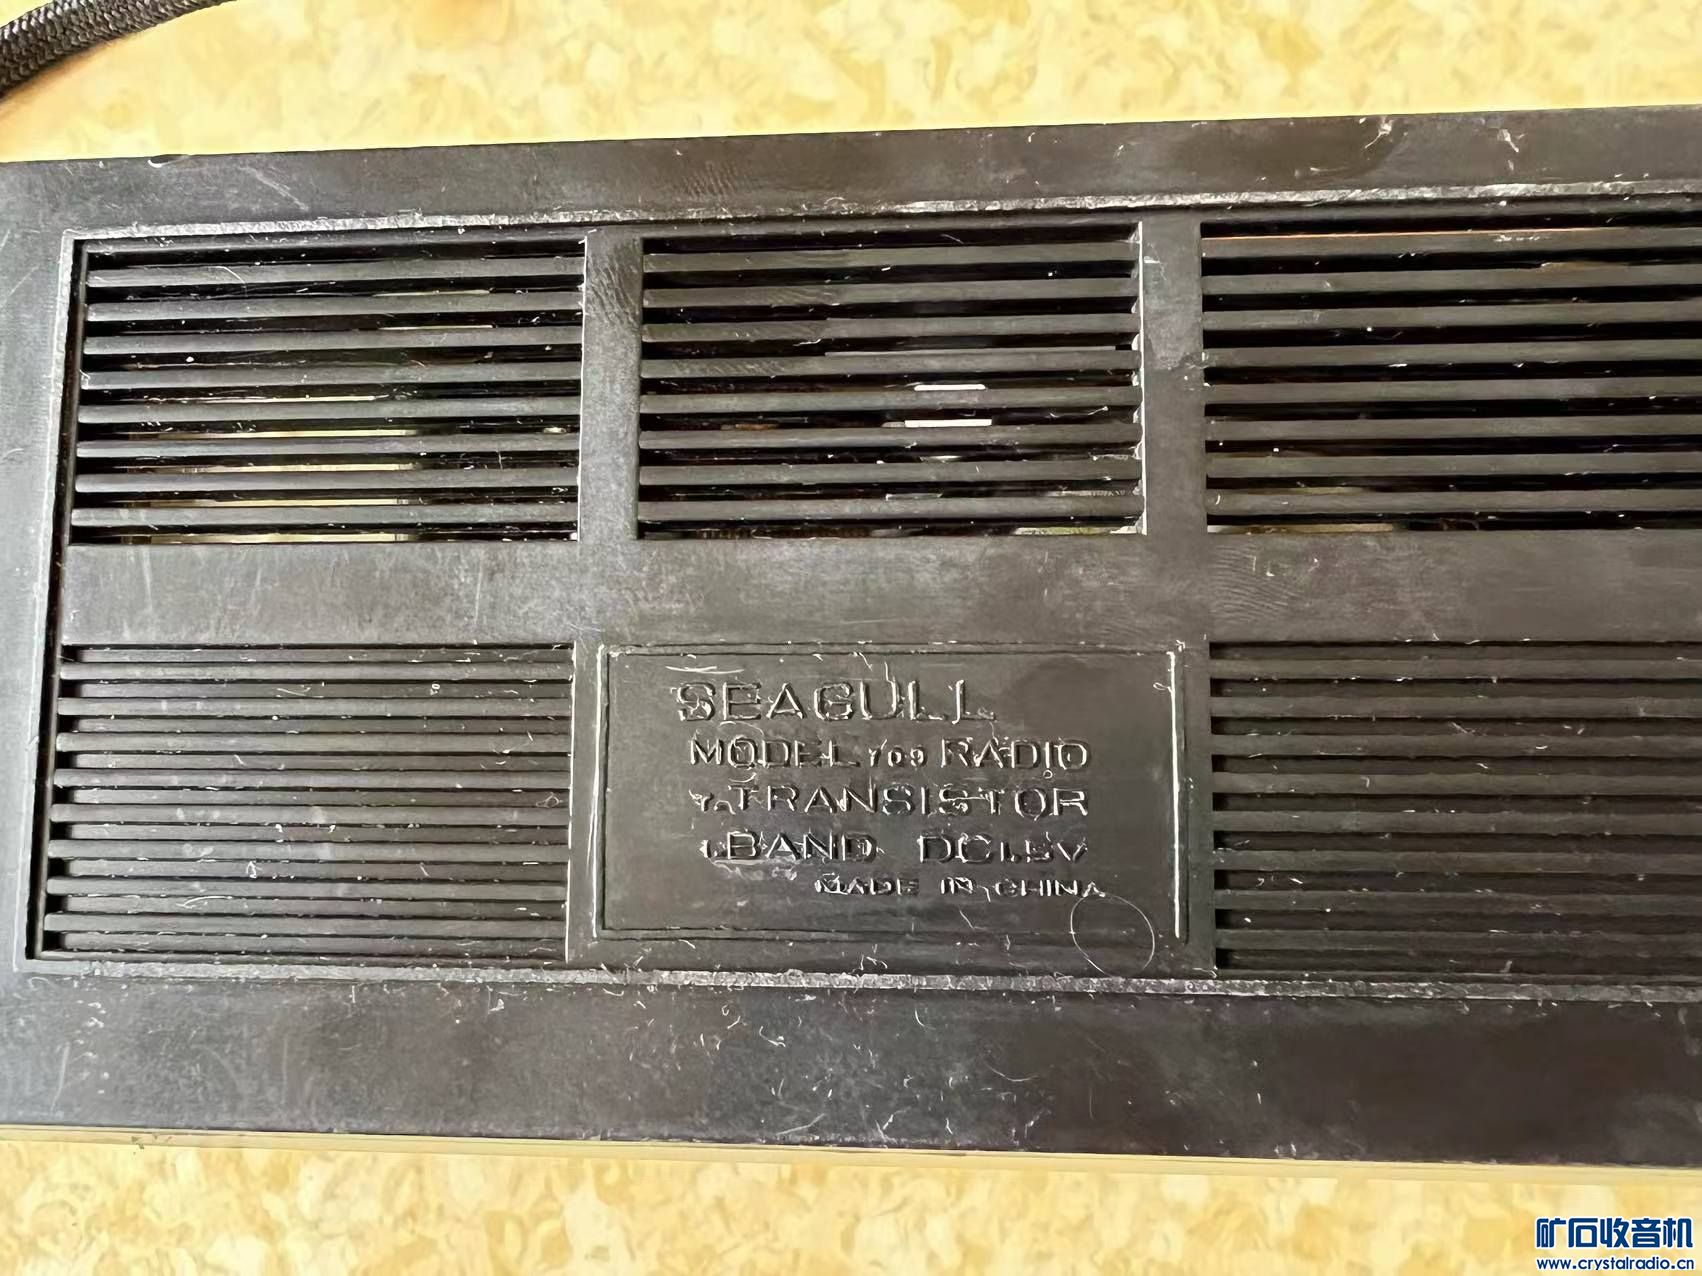 SEAGULL
MODEL 709 RADIO
7 TRANSISTOR
1 BAND DC1.5V
MADE IN CHINA
矿石收音机
www.crystalradio.cn